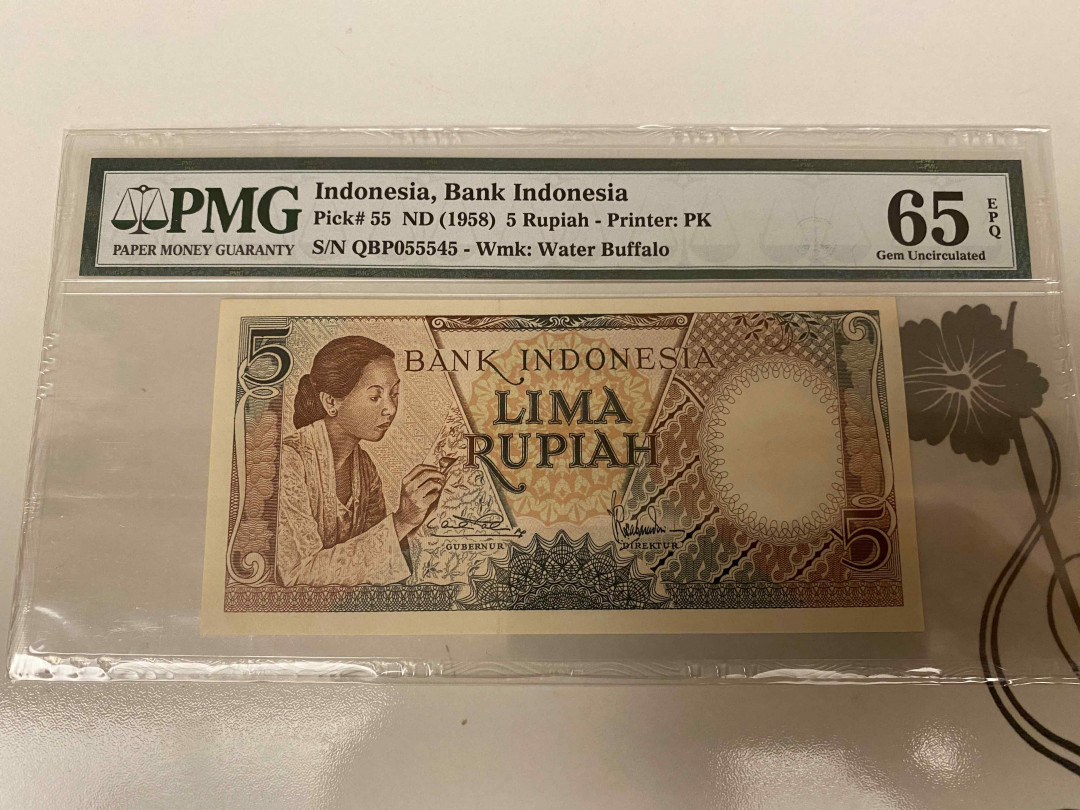 PMG
PAPER MONEY GUARANTY
Indonesia, Bank Indonesia
Pick# 55 ND (1958) 5 Rupiah - Printer: PK
S/N QBP055545 - Wmk: Water Buffalo
65
EPQ
Gem Uncirculated
5
BANK INDONESIA
LIMA
RUPIAH
GUBERNUR
DIREKTUR
5